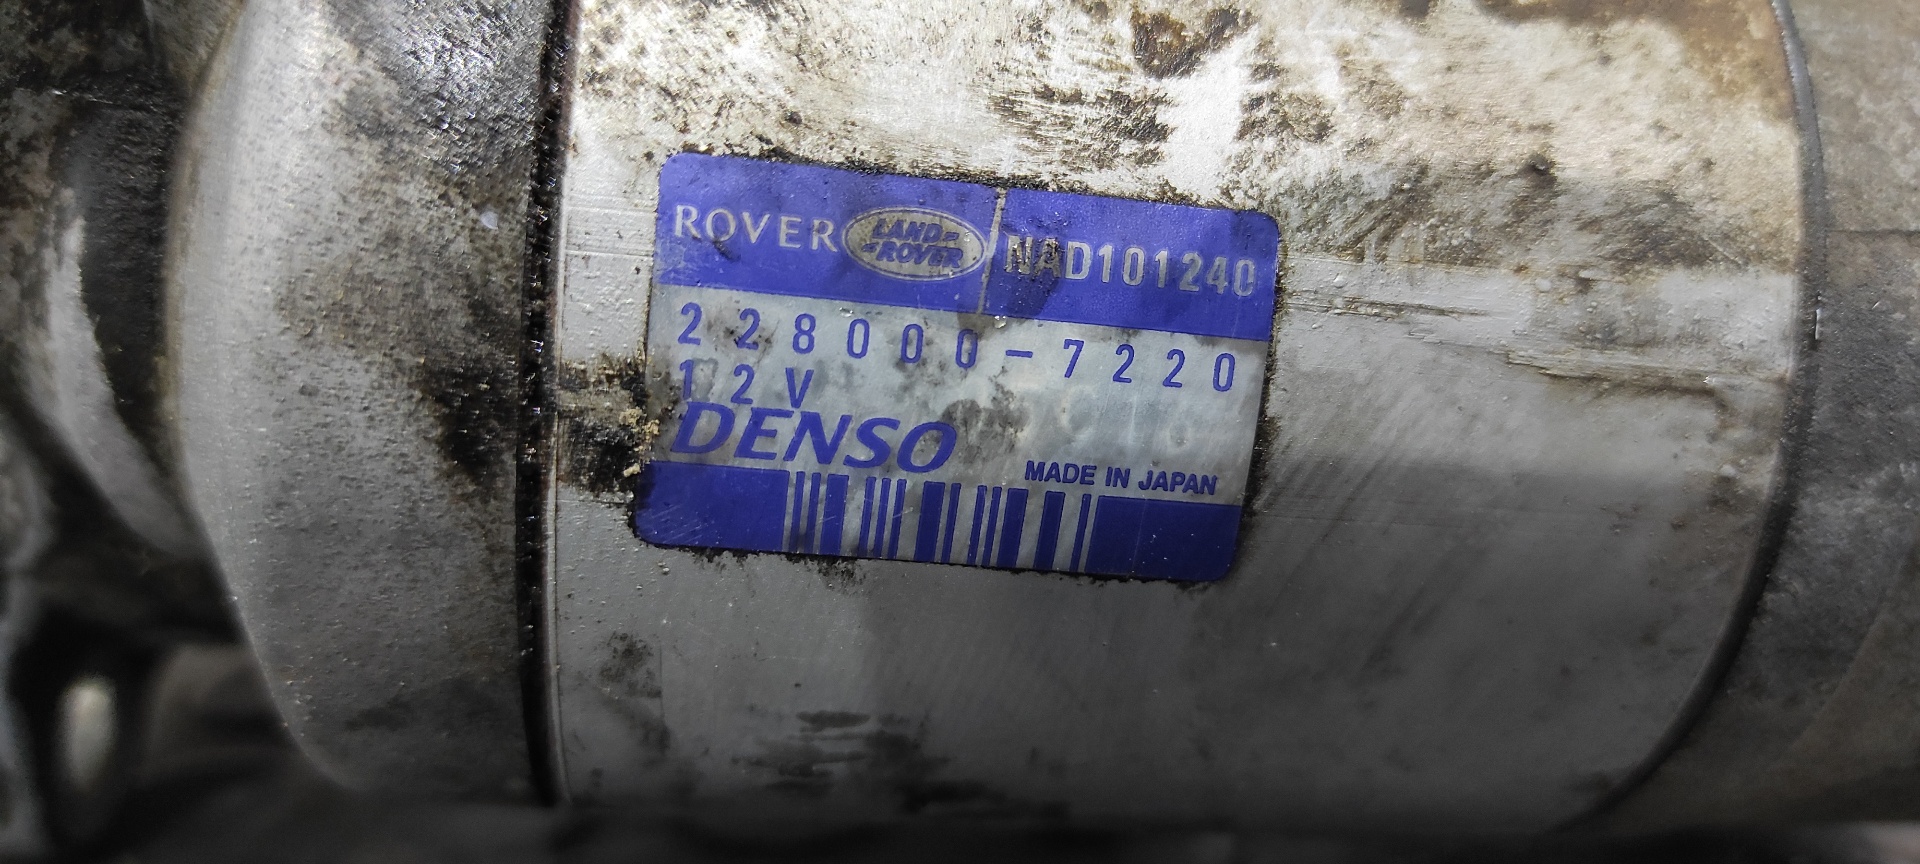 ROVER LAND ROVER NAD101240
228000-7220
12V
DENSO
MADE IN JAPAN